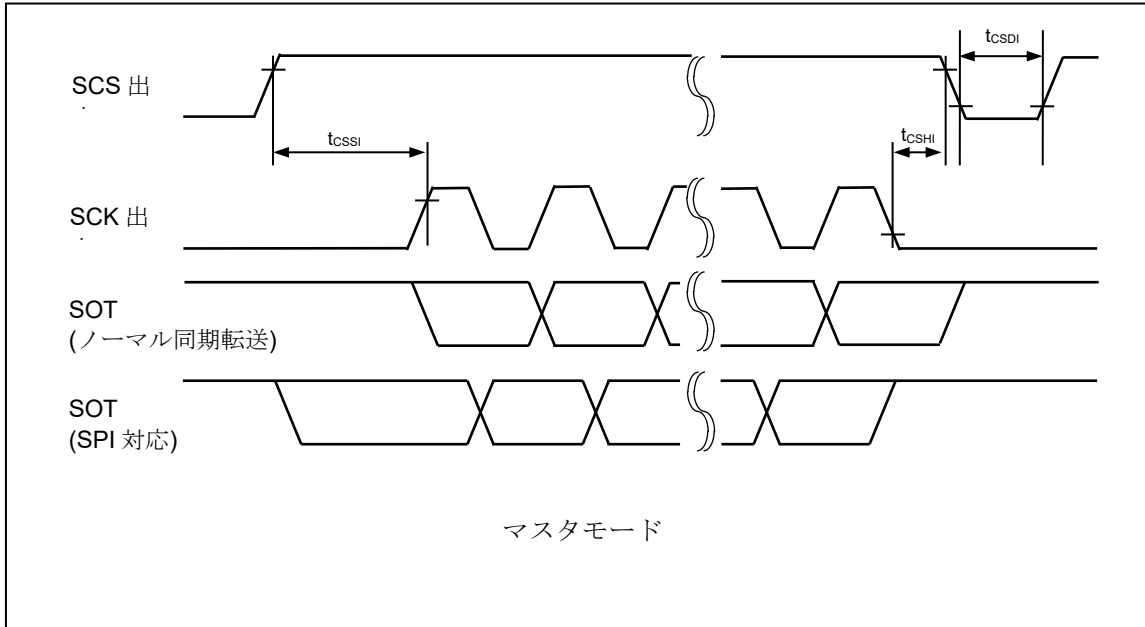 tCSDI
SCS 出
tCSSI
tCSHI
SCK 出
SOT
(ノーマル同期転送)
SOT
(SPI 対応)
マスタモード